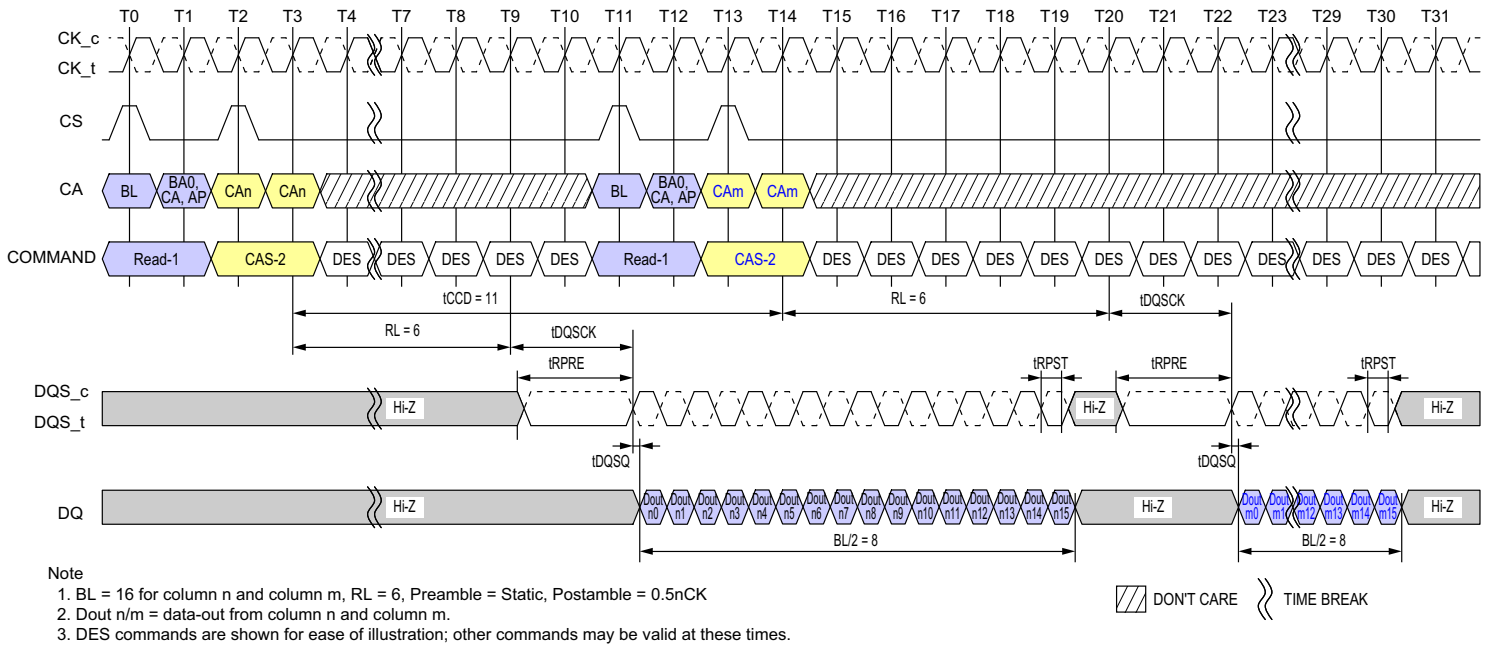 T0 T1 T2 T3 T4 T7 T8 T9 T10 T11 T12 T13 T14 T15 T16 T17 T18 T19 T20 T21 T22 T23 T29 T30 T31
CK_c
CK_t
CS
CA BL BA0, CA, AP CAn CAn BL BA0, CA, AP CAm CAm
COMMAND Read-1 CAS-2 DES DES DES DES DES Read-1 CAS-2 DES DES DES DES DES DES DES DES DES DES DES DES
tCCD = 11 RL = 6 tDQSCK
RL = 6 tDQSCK
tRPRE tRPST tRPRE tRPST
DQS_c
DQS_t
Hi-Z Hi-Z Hi-Z
tDQSQ tDQSQ
DQ Hi-Z Dout n0 Dout n1 Dout n2 Dout n3 Dout n4 Dout n5 Dout n6 Dout n7 Dout n8 Dout n9 Dout n10 Dout n11 Dout n12 Dout n13 Dout n14 Dout n15 Hi-Z Dout m0 Dout m1 Dout m12 Dout m13 Dout m14 Dout m15 Hi-Z
BL/2 = 8 BL/2 = 8
Note
1. BL = 16 for column n and column m, RL = 6, Preamble = Static, Postamble = 0.5nCK
2. Dout n/m = data-out from column n and column m.
3. DES commands are shown for ease of illustration; other commands may be valid at these times.
DON'T CARE TIME BREAK